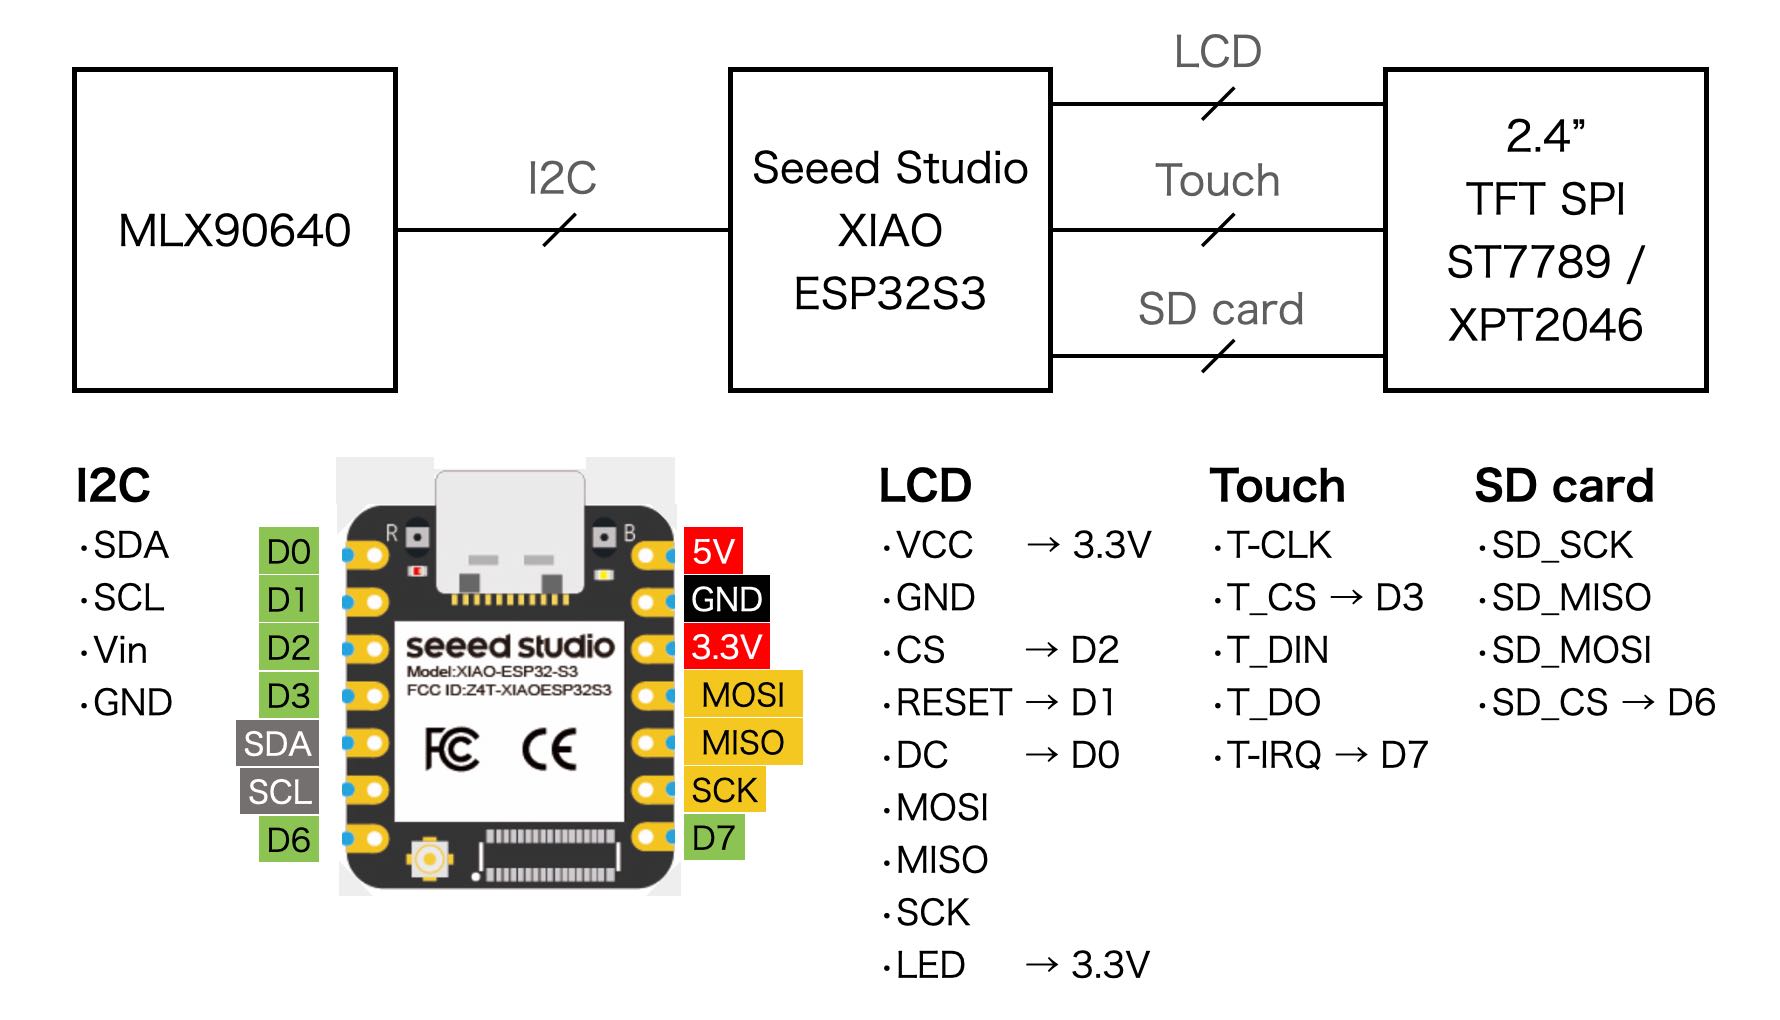 LCD
I2C
Touch
SD card
MLX90640
Seeed Studio
XIAO
ESP32S3
2.4”
TFT SPI
ST7789 /
XPT2046
I2C
·SDA
·SCL
·Vin
·GND
D0
D1
D2
D3
SDA
SCL
D6
R
B
seeed studio
Model:XIAO-ESP32-S3
FCC ID:Z4T-XIAOESP32S3
FCC CE
5V
GND
3.3V
MOSI
MISO
SCK
D7
LCD
·VCC → 3.3V
·GND
·CS → D2
·RESET → D1
·DC → D0
·MOSI
·MISO
·SCK
·LED → 3.3V
Touch
·T-CLK
·T_CS → D3
·T_DIN
·T_DO
·T-IRQ → D7
SD card
·SD_SCK
·SD_MISO
·SD_MOSI
·SD_CS → D6